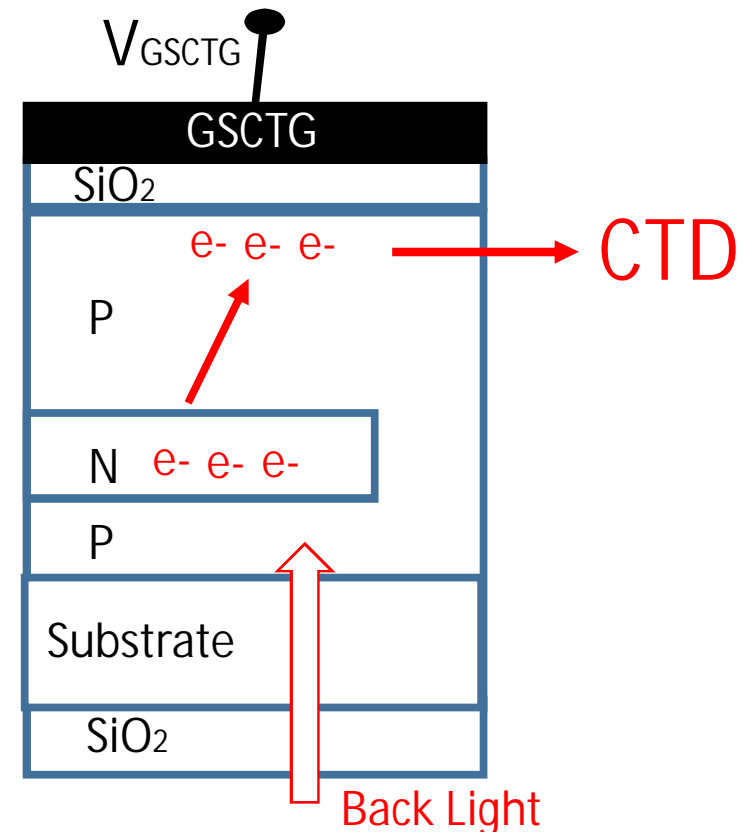 VGSCTG
GSCTG
SiO2
e- e- e-
CTD
P
N e- e- e-
P
Substrate
SiO2
Back Light